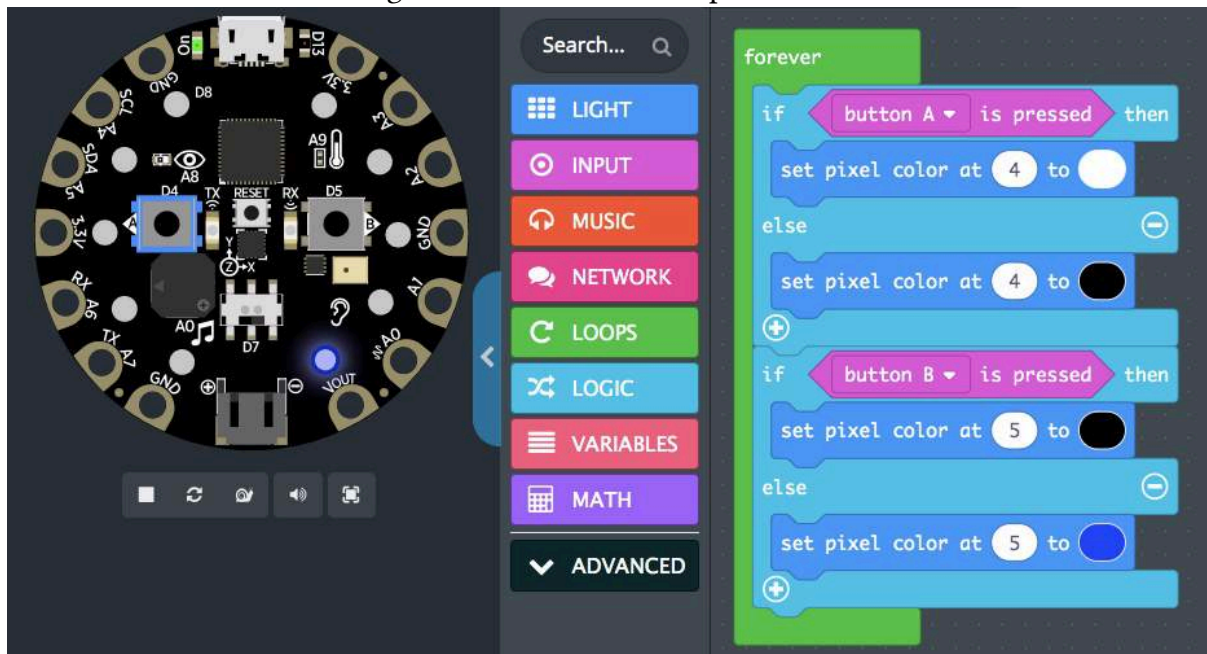 On
D13
GND
D8
3.3V
SCL
A4
A3
SDA
A5
A8
A9
A2
D4
TX
RESET
RX
D5
3.3V
A
B
GND
Y
Z
X
RX
A6
A1
TX
A7
A0
D7
A0
GND
VOUT
Search...
LIGHT
INPUT
MUSIC
NETWORK
LOOPS
LOGIC
VARIABLES
MATH
ADVANCED
forever
if button A is pressed then
set pixel color at 4 to
else
set pixel color at 4 to
if button B is pressed then
set pixel color at 5 to
else
set pixel color at 5 to